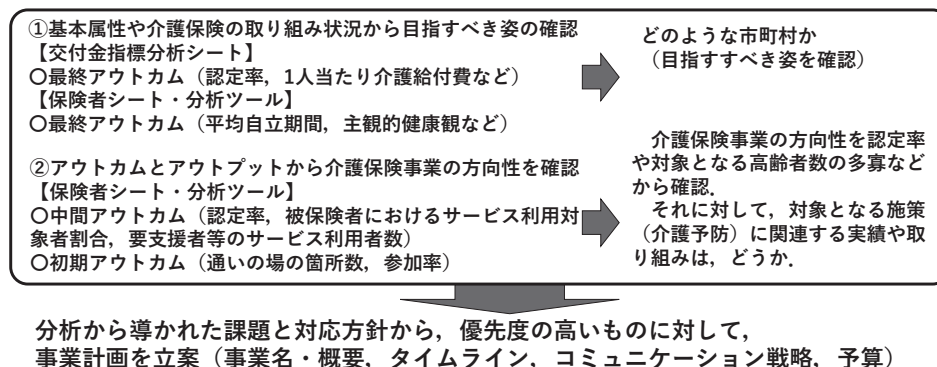 ①基本属性や介護保険の取り組み状況から目指すべき姿の確認
【交付金指標分析シート】
〇最終アウトカム（認定率，1人当たり介護給付費など）
【保険者シート・分析ツール】
〇最終アウトカム（平均自立期間，主観的健康観など）
どのような市町村か
（目指すすべき姿を確認）
②アウトカムとアウトプットから介護保険事業の方向性を確認
【保険者シート・分析ツール】
〇中間アウトカム（認定率，被保険者におけるサービス利用対
象者割合，要支援者等のサービス利用者数）
〇初期アウトカム（通いの場の箇所数，参加率）
介護保険事業の方向性を認定率
や対象となる高齢者数の多寡など
から確認．
それに対して，対象となる施策
（介護予防）に関連する実績や取
り組みは，どうか．
分析から導かれた課題と対応方針から，優先度の高いものに対して，
事業計画を立案（事業名・概要，タイムライン，コミュニケーション戦略，予算）